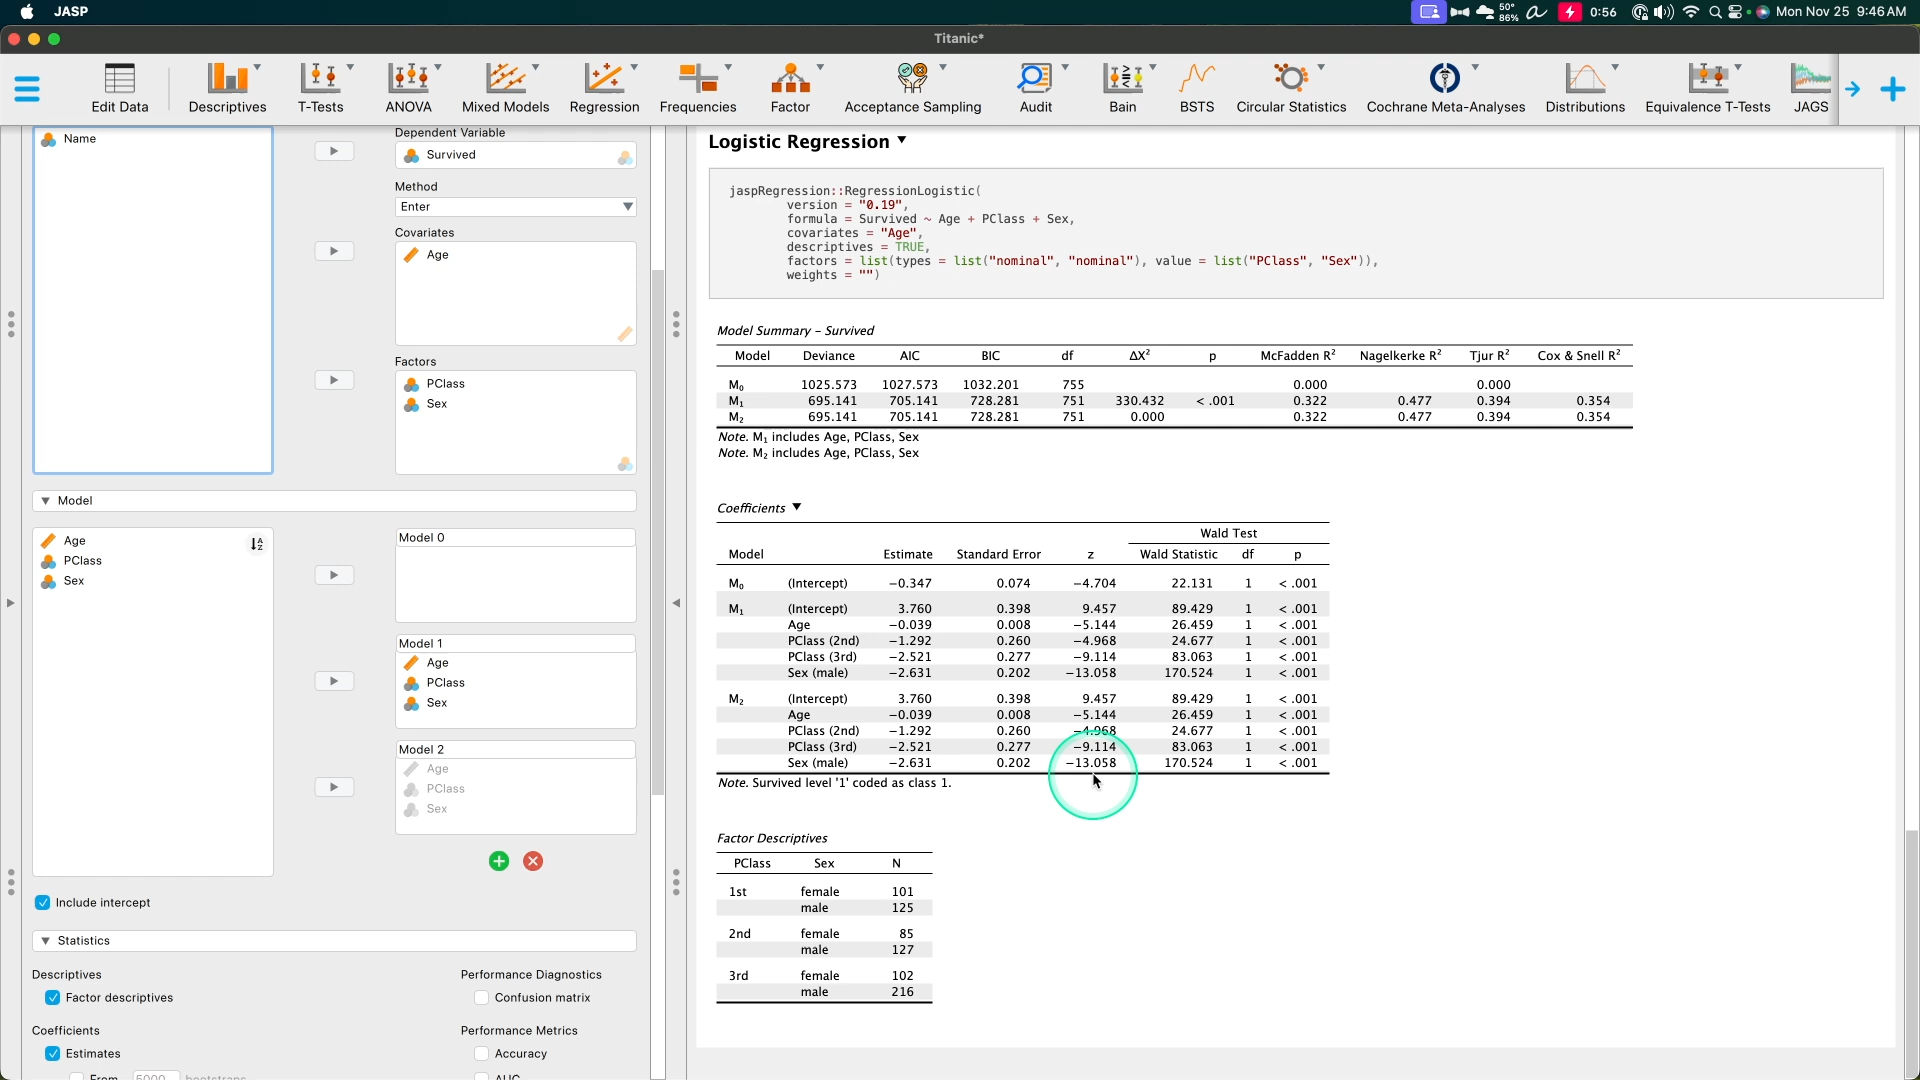 JASP
50°
86%
0:56
Mon Nov 25 9:46 AM
Titanic*
Edit Data
Descriptives
T-Tests
ANOVA
Mixed Models
Regression
Frequencies
Factor
Acceptance Sampling
Audit
Bain
BSTS
Circular Statistics
Cochrane Meta-Analyses
Distributions
Equivalence T-Tests
JAGS
Name
Dependent Variable
Survived
Method
Enter
Covariates
Age
Factors
PClass
Sex
Model
Age
PClass
Sex
Model 0
Model 1
Age
PClass
Sex
Model 2
Age
PClass
Sex
Include intercept
Statistics
Descriptives
Performance Diagnostics
Factor descriptives
Confusion matrix
Coefficients
Performance Metrics
Estimates
Accuracy
From 5000 bootstraps
AUC
Logistic Regression
jaspRegression::RegressionLogistic(
version = "0.19",
formula = Survived ~ Age + PClass + Sex,
covariates = "Age",
descriptives = TRUE,
factors = list(types = list("nominal", "nominal"), value = list("PClass", "Sex")),
weights = "")
Model Summary – Survived
Model Deviance AIC BIC df ΔX² p McFadden R² Nagelkerke R² Tjur R² Cox & Snell R²
M₀ 1025.573 1027.573 1032.201 755 0.000 0.000
M₁ 695.141 705.141 728.281 751 330.432 < .001 0.322 0.477 0.394 0.354
M₂ 695.141 705.141 728.281 751 0.000 0.322 0.477 0.394 0.354
Note. M₁ includes Age, PClass, Sex
Note. M₂ includes Age, PClass, Sex
Coefficients
Wald Test
Model Estimate Standard Error z Wald Statistic df p
M₀ (Intercept) −0.347 0.074 −4.704 22.131 1 < .001
M₁ (Intercept) 3.760 0.398 9.457 89.429 1 < .001
Age −0.039 0.008 −5.144 26.459 1 < .001
PClass (2nd) −1.292 0.260 −4.968 24.677 1 < .001
PClass (3rd) −2.521 0.277 −9.114 83.063 1 < .001
Sex (male) −2.631 0.202 −13.058 170.524 1 < .001
M₂ (Intercept) 3.760 0.398 9.457 89.429 1 < .001
Age −0.039 0.008 −5.144 26.459 1 < .001
PClass (2nd) −1.292 0.260 −4.968 24.677 1 < .001
PClass (3rd) −2.521 0.277 −9.114 83.063 1 < .001
Sex (male) −2.631 0.202 −13.058 170.524 1 < .001
Note. Survived level '1' coded as class 1.
Factor Descriptives
PClass Sex N
1st female 101
male 125
2nd female 85
male 127
3rd female 102
male 216